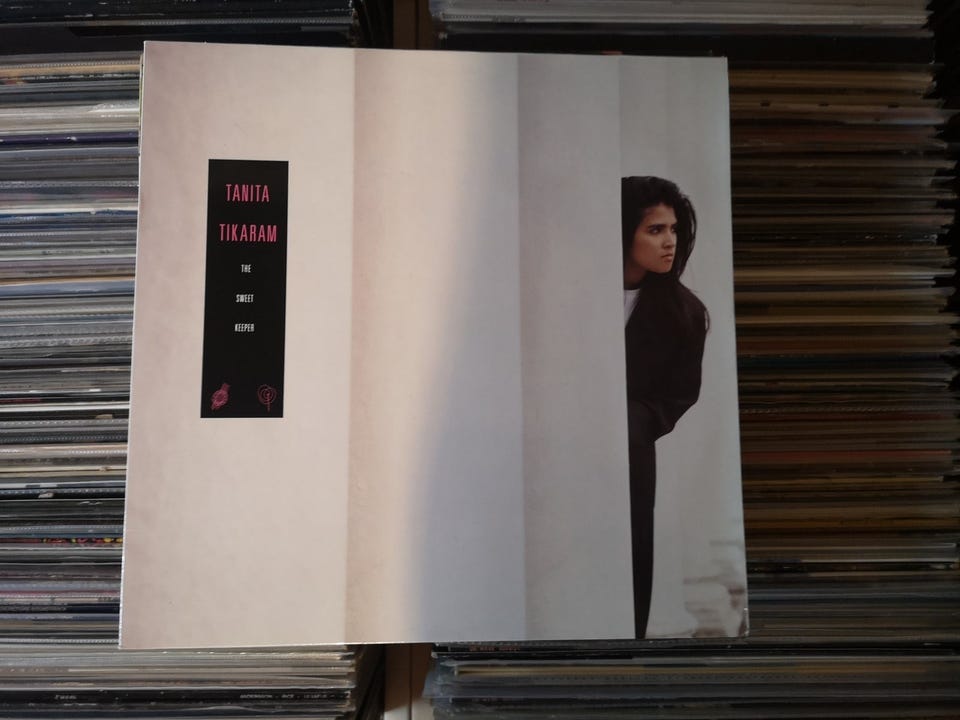 TANITA
TIKARAM
THE
SWEET
KEEPER